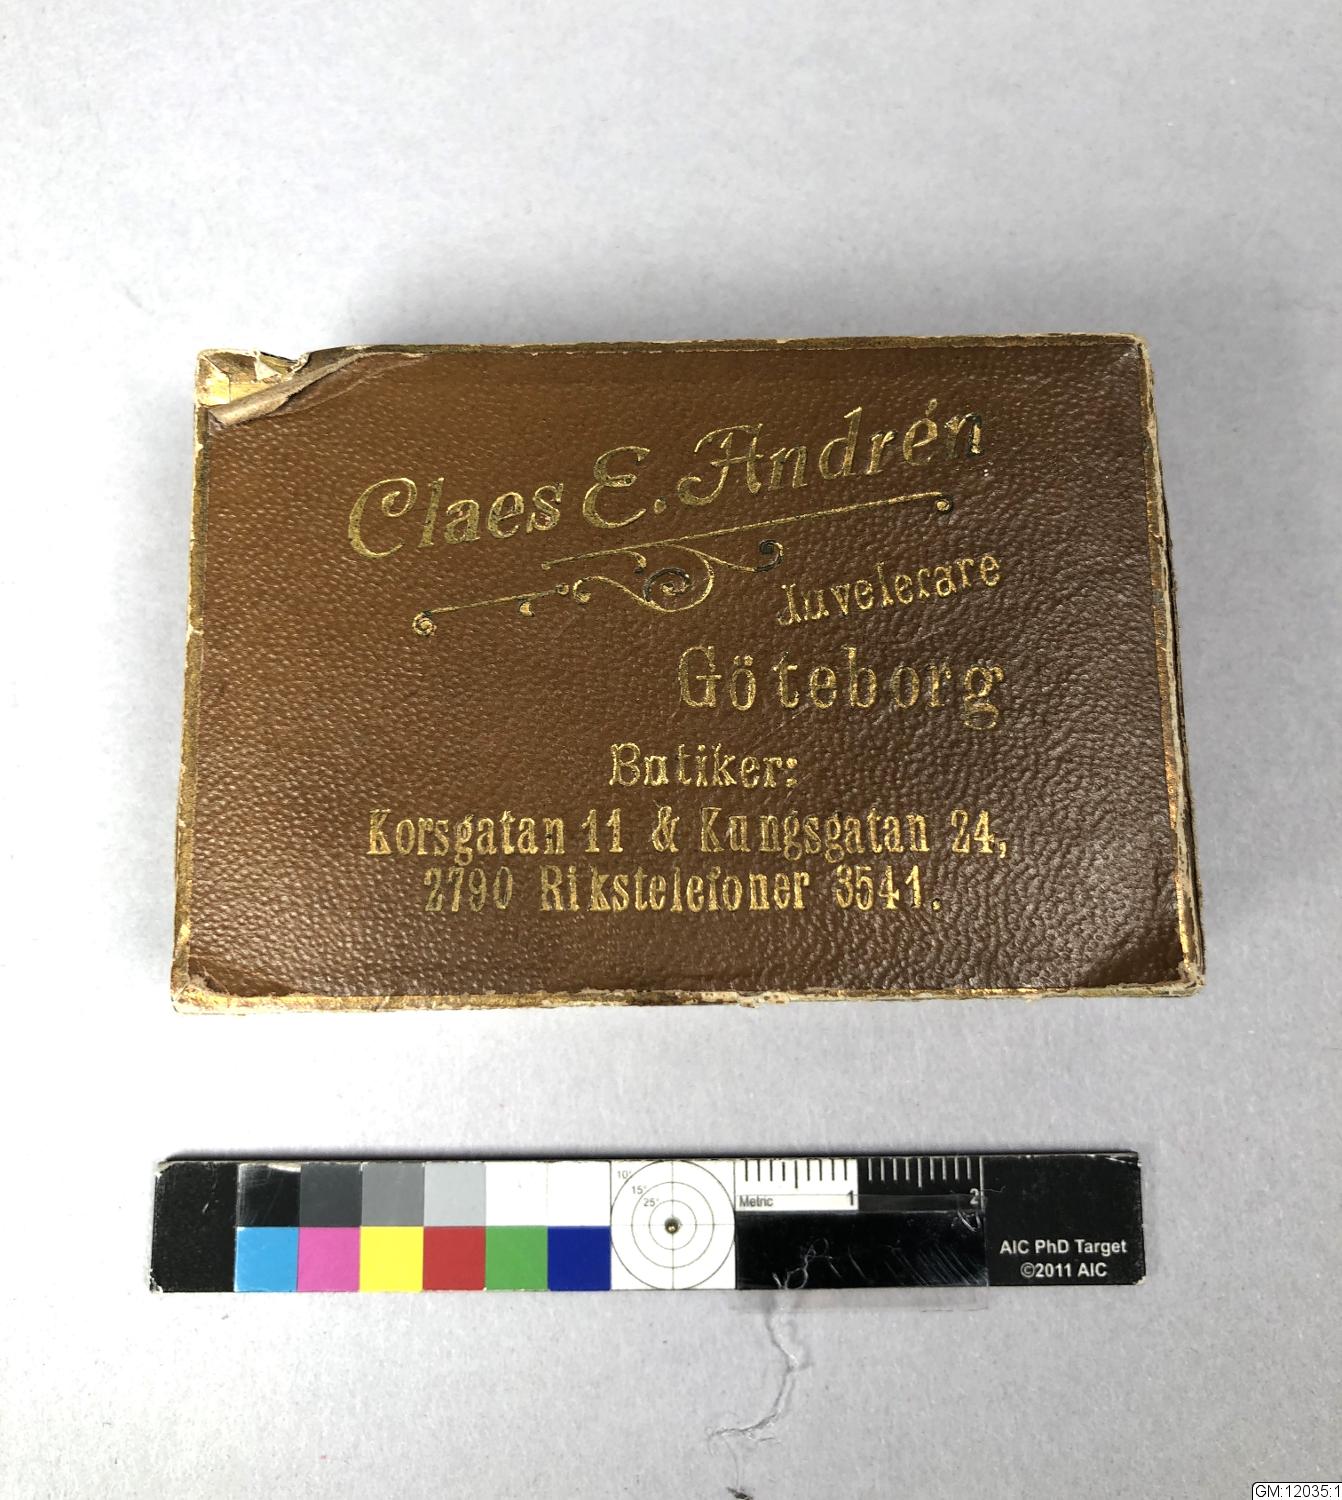 Claes E. Andrén
Juvelerare
Göteborg
Butiker:
Korsgatan 11 & Kungsgatan 24,
2790 Rikstelefoner 3541.
10°
15°
25°
Metric 1 2
AIC PhD Target
©2011 AIC
GM:12035:1